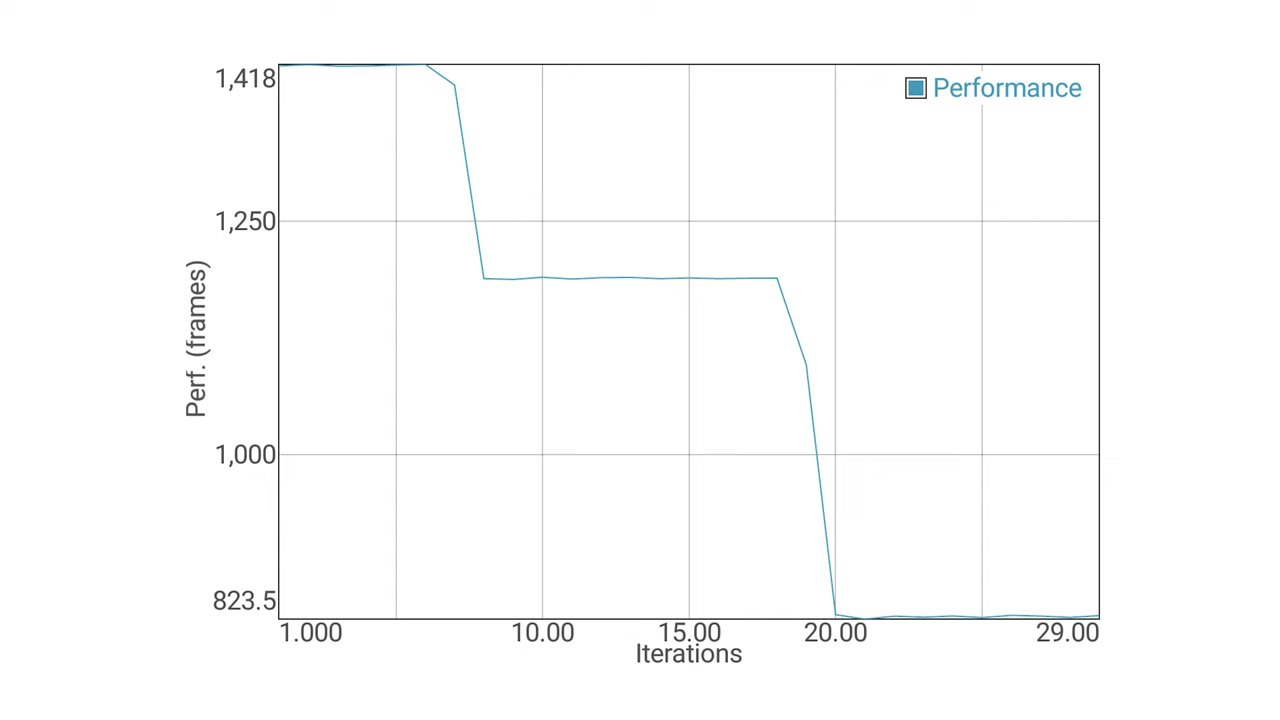 1,418
Performance
1,250
Perf. (frames)
1,000
823.5
1.000 10.00 15.00 20.00 29.00
Iterations